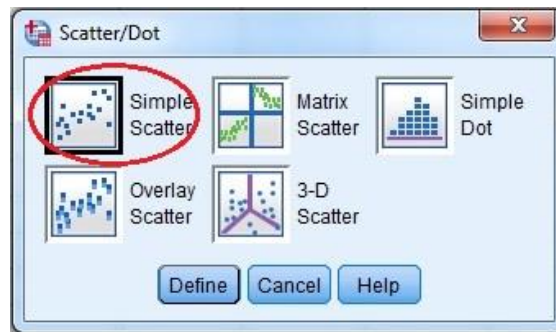 Scatter/Dot
Simple
Scatter
Matrix
Scatter
Simple
Dot
Overlay
Scatter
3-D
Scatter
Define
Cancel
Help